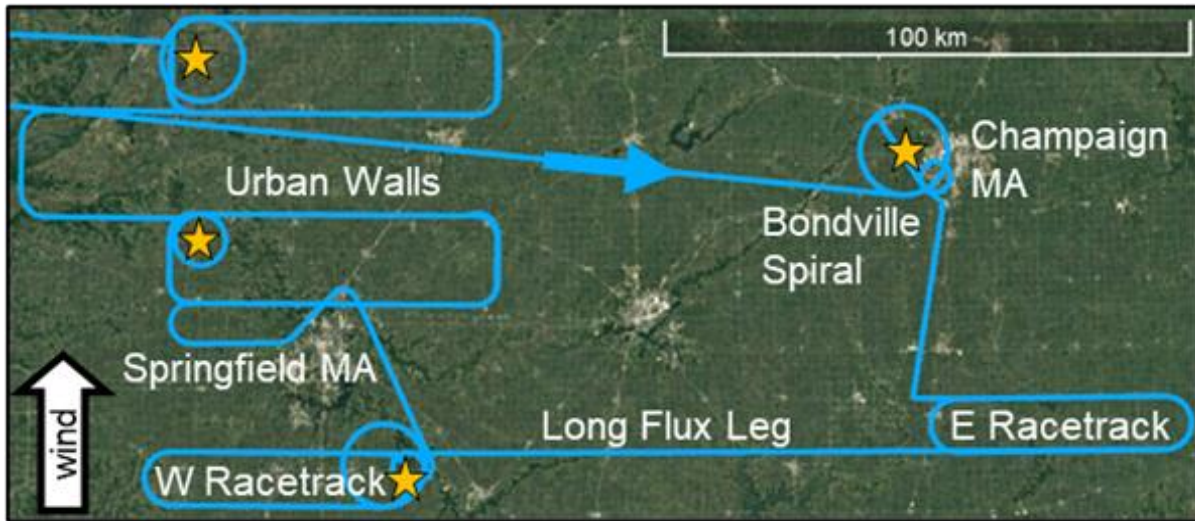 100 km
Champaign
MA
Urban Walls
Bondville
Spiral
Springfield MA
wind
Long Flux Leg
E Racetrack
W Racetrack